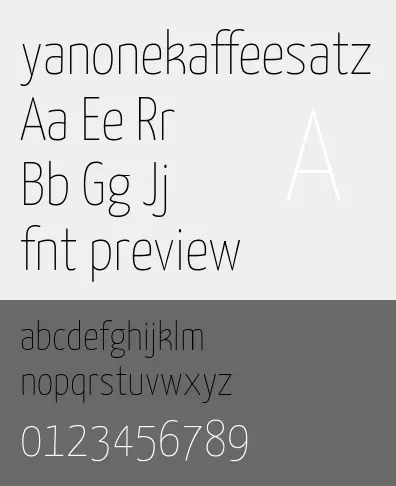 yanonekaffeesatz
Aa Ee Rr
Bb Gg Jj
A
fnt preview
abcdefghijklm
nopqrstuvwxyz
0123456789